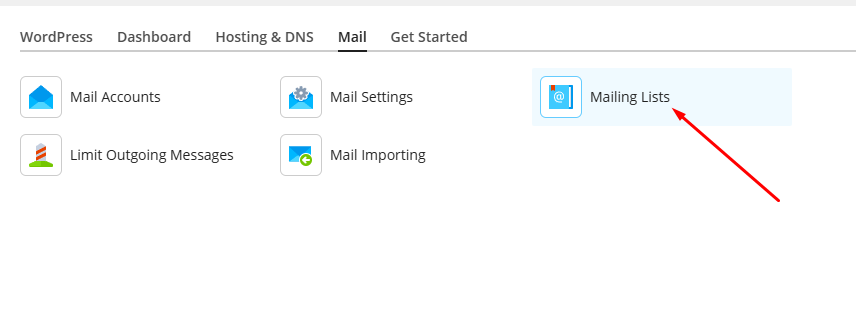 WordPress Dashboard Hosting & DNS Mail Get Started
Mail Accounts Mail Settings Mailing Lists
Limit Outgoing Messages Mail Importing